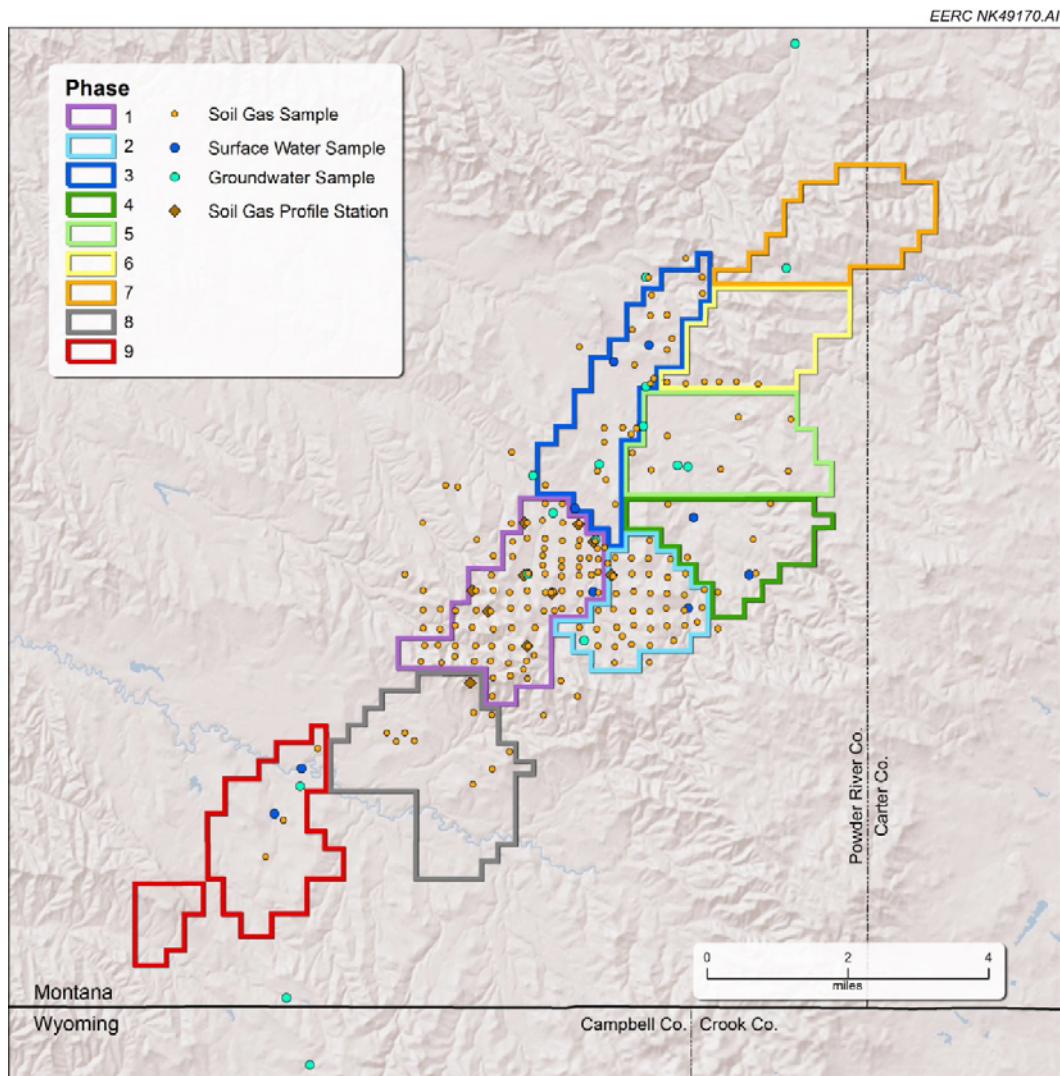 EERC NK49170.AI
Phase
1
2
3
4
5
6
7
8
9
Soil Gas Sample
Surface Water Sample
Groundwater Sample
Soil Gas Profile Station
Powder River Co.
Carter Co.
0 2 4
miles
Montana
Wyoming
Campbell Co. Crook Co.